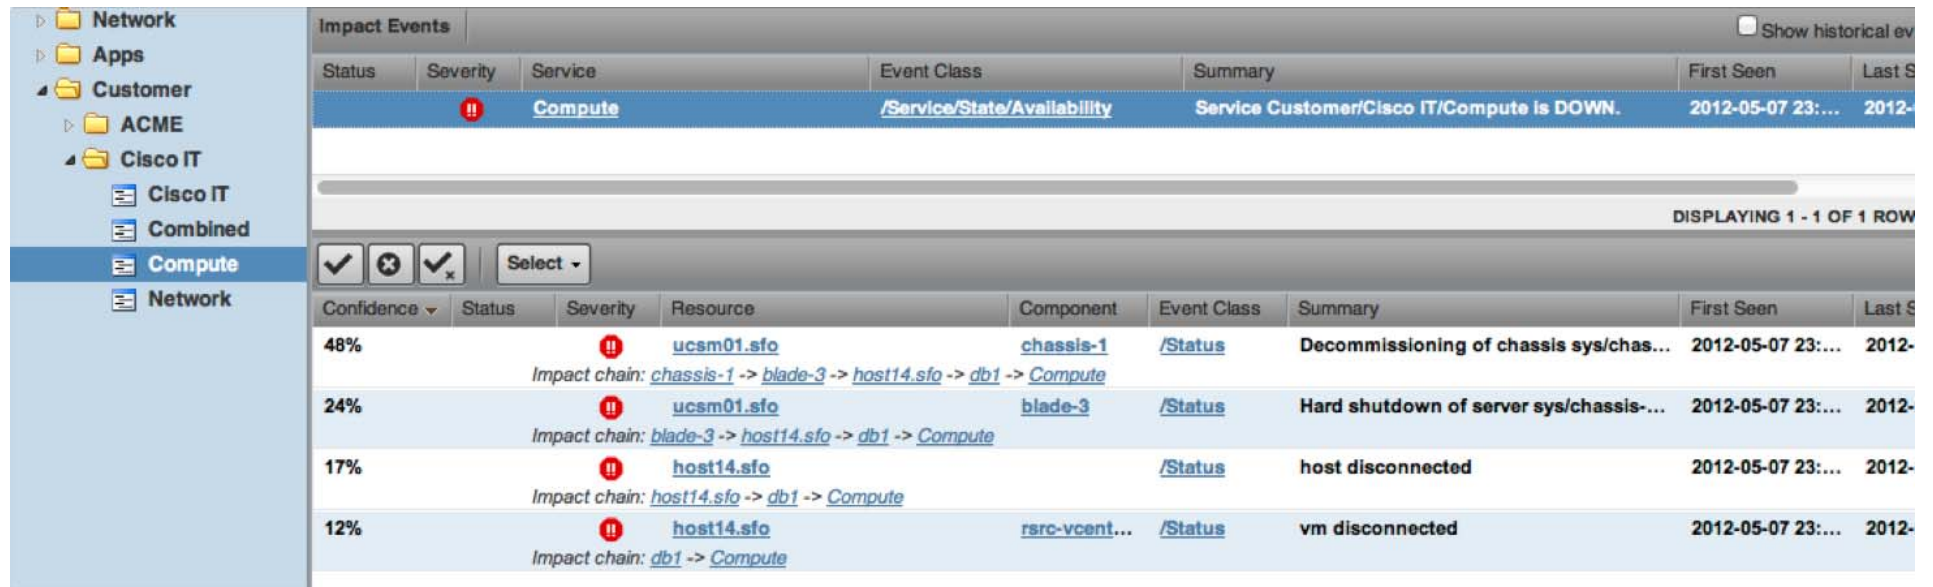 Network
Apps
Customer
ACME
Cisco IT
Cisco IT
Combined
Compute
Network
Impact Events Show historical ev
Status Severity Service Event Class Summary First Seen Last S
Compute /Service/State/Availability Service Customer/Cisco IT/Compute is DOWN. 2012-05-07 23:... 2012-
DISPLAYING 1 - 1 OF 1 ROW
Select
Confidence Status Severity Resource Component Event Class Summary First Seen Last S
48% ucsm01.sfo chassis-1 /Status Decommissioning of chassis sys/chas... 2012-05-07 23:... 2012-
Impact chain: chassis-1 -> blade-3 -> host14.sfo -> db1 -> Compute
24% ucsm01.sfo blade-3 /Status Hard shutdown of server sys/chassis-... 2012-05-07 23:... 2012-
Impact chain: blade-3 -> host14.sfo -> db1 -> Compute
17% host14.sfo /Status host disconnected 2012-05-07 23:... 2012-
Impact chain: host14.sfo -> db1 -> Compute
12% host14.sfo rsrc-vcent... /Status vm disconnected 2012-05-07 23:... 2012-
Impact chain: db1 -> Compute